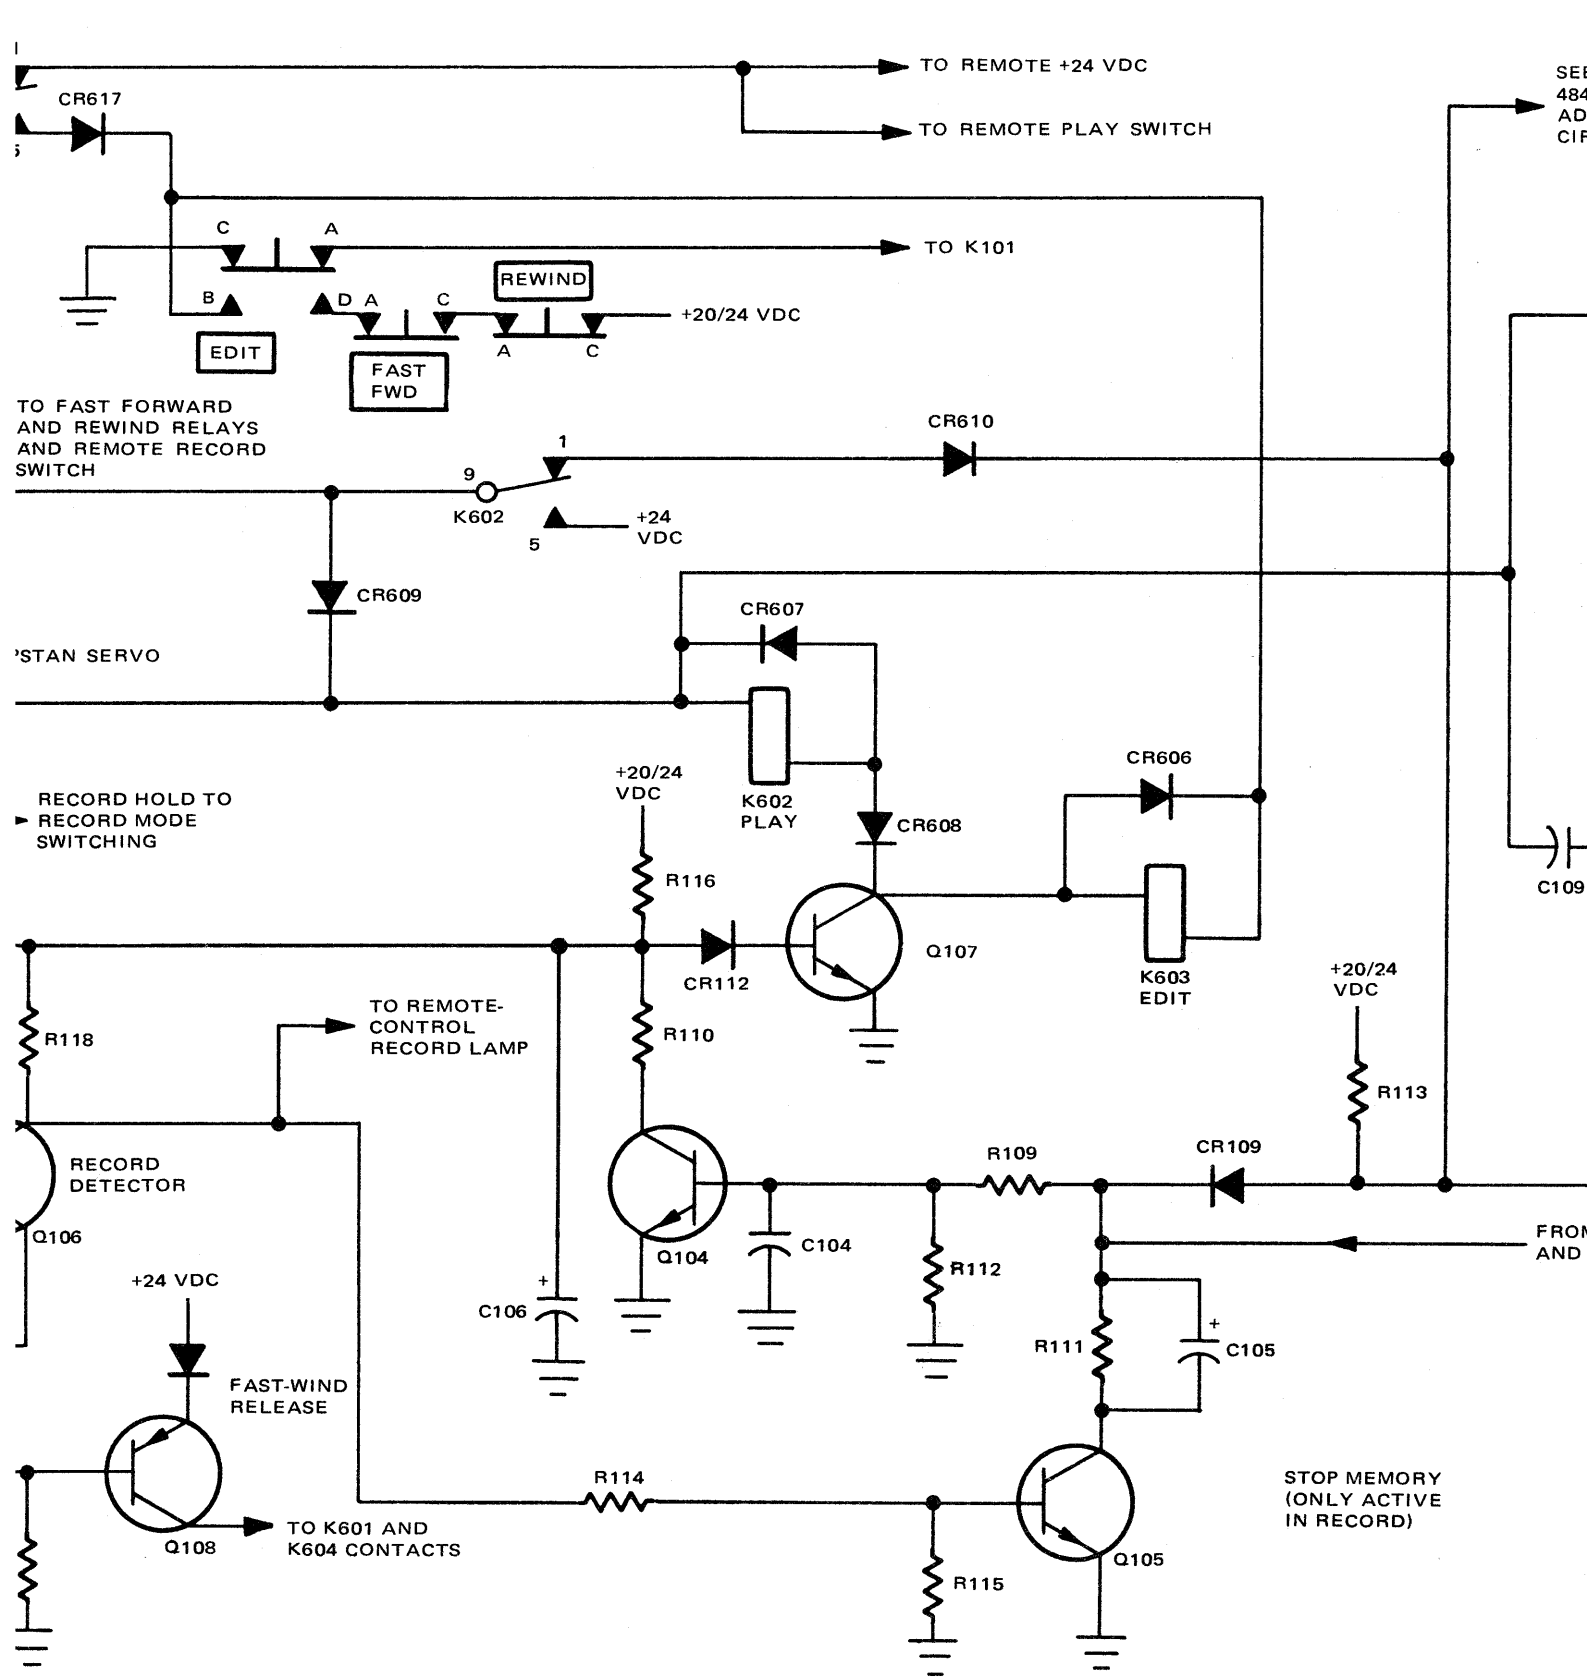 TO REMOTE +24 VDC
CR617
TO REMOTE PLAY SWITCH
C
A
TO K101
REWIND
B
D
A
C
+20/24 VDC
EDIT
A
C
FAST
FWD
TO FAST FORWARD
AND REWIND RELAYS
AND REMOTE RECORD
SWITCH
1
CR610
9
K602
+24
VDC
5
CR609
CR607
'STAN SERVO
+20/24
VDC
CR606
K602
PLAY
CR608
RECORD HOLD TO
RECORD MODE
SWITCHING
R116
C109
CR112
Q107
K603
EDIT
+20/24
VDC
TO REMOTE-
CONTROL
RECORD LAMP
R118
R110
R113
RECORD
DETECTOR
R109
CR109
Q106
Q104
C104
R112
FROM
AND
+24 VDC
+
C106
R111
+
C105
FAST-WIND
RELEASE
R114
STOP MEMORY
(ONLY ACTIVE
IN RECORD)
Q108
TO K601 AND
K604 CONTACTS
Q105
R115
SEE
484
AD